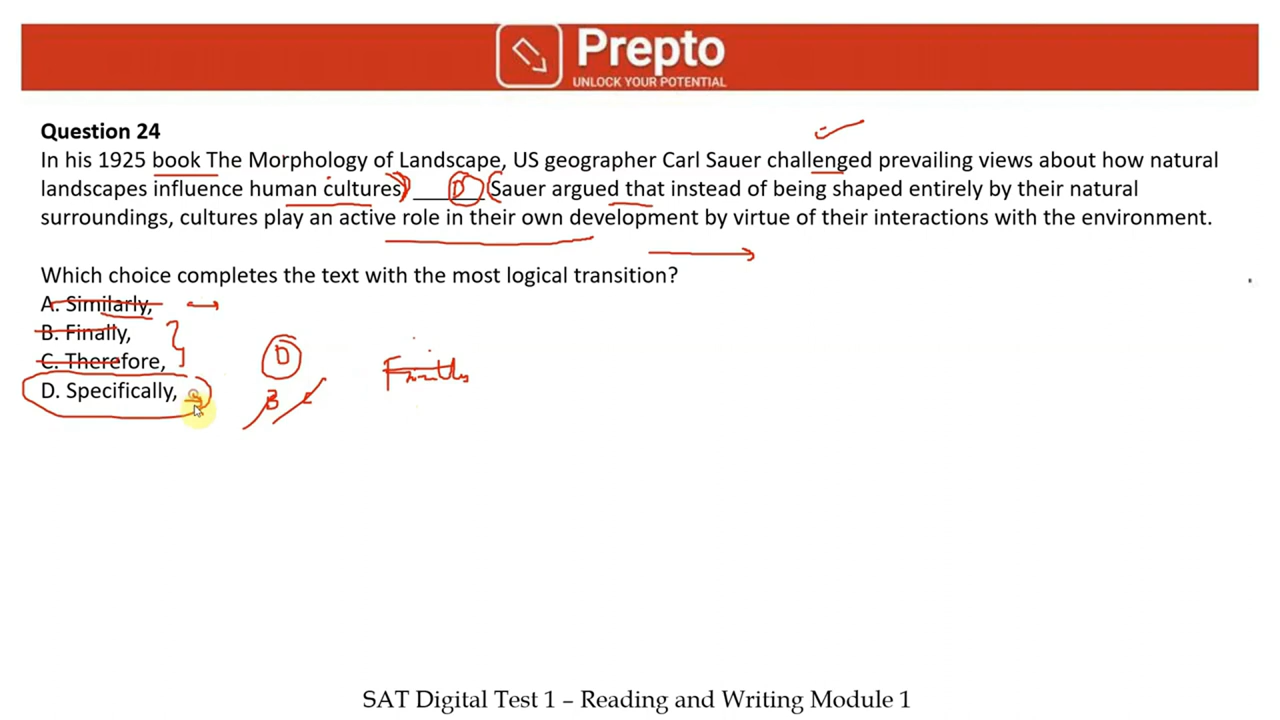 Prepto
UNLOCK YOUR POTENTIAL
Question 24
In his 1925 book The Morphology of Landscape, US geographer Carl Sauer challenged prevailing views about how natural
landscapes influence human cultures. ______ D Sauer argued that instead of being shaped entirely by their natural
surroundings, cultures play an active role in their own development by virtue of their interactions with the environment.
Which choice completes the text with the most logical transition?
A. Similarly,
B. Finally,
C. Therefore,
D. Specifically,
D
B
SAT Digital Test 1 – Reading and Writing Module 1